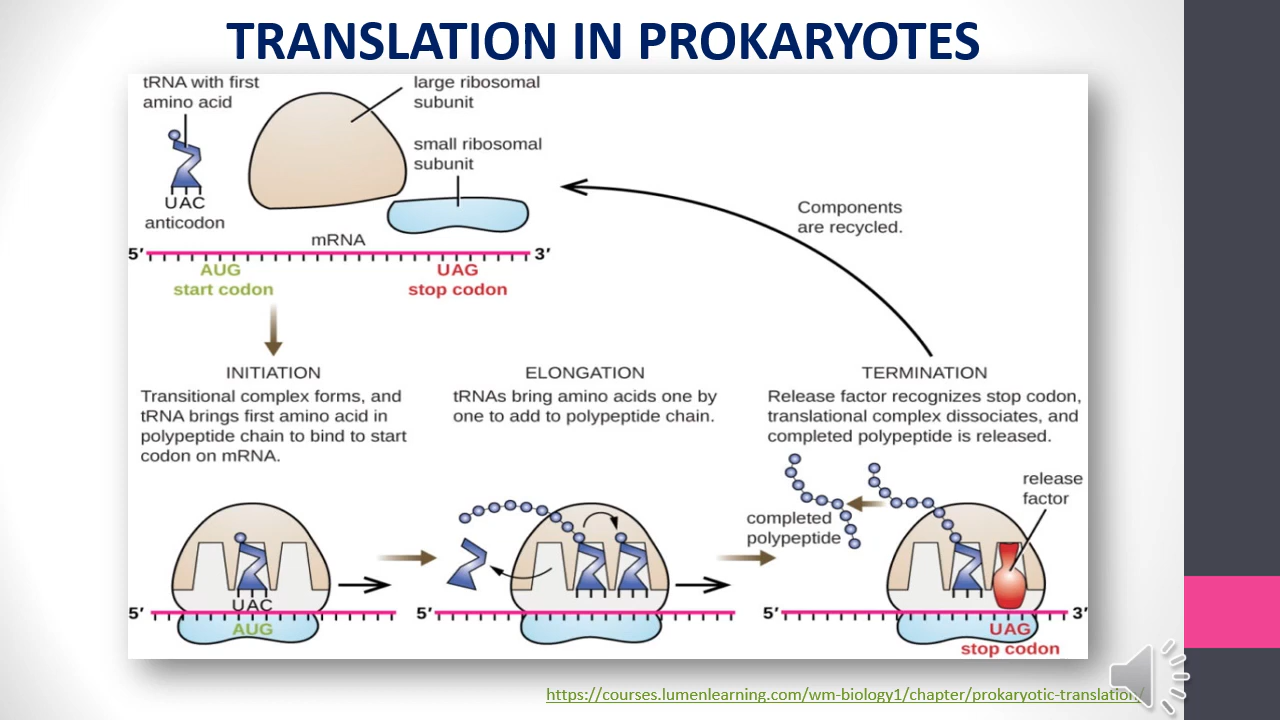 TRANSLATION IN PROKARYOTES
tRNA with first
amino acid
large ribosomal
subunit
small ribosomal
subunit
UAC
anticodon
mRNA
5′
3′
AUG
start codon
UAG
stop codon
Components
are recycled.
INITIATION
Transitional complex forms, and
tRNA brings first amino acid in
polypeptide chain to bind to start
codon on mRNA.
ELONGATION
tRNAs bring amino acids one by
one to add to polypeptide chain.
TERMINATION
Release factor recognizes stop codon,
translational complex dissociates, and
completed polypeptide is released.
release
factor
completed
polypeptide
5′
UAC
AUG
5′
5′
3′
UAG
stop codon
https://courses.lumenlearning.com/wm-biology1/chapter/prokaryotic-translation/